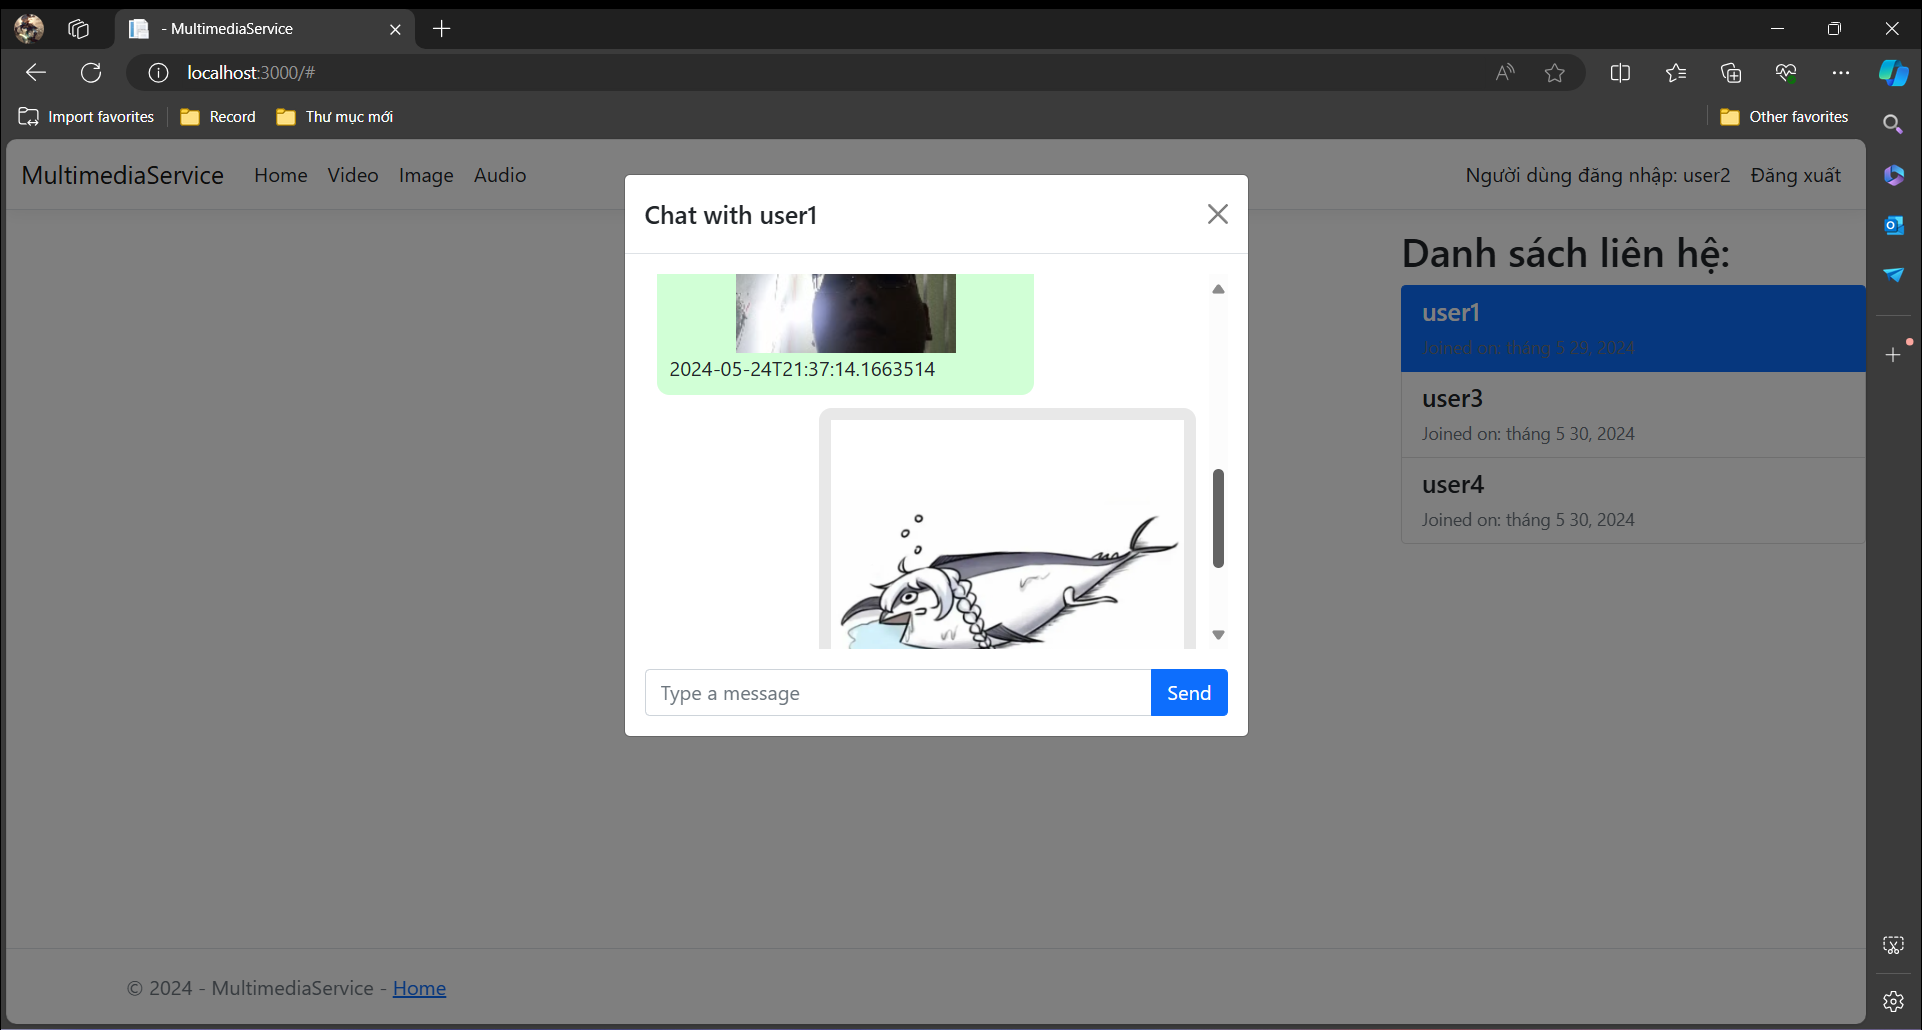 - MultimediaService
localhost:3000/#
Import favorites
Record
Thư mục mới
Other favorites
MultimediaService
Home
Video
Image
Audio
Người dùng đăng nhập: user2
Đăng xuất
Chat with user1
2024-05-24T21:37:14.1663514
Type a message
Send
Danh sách liên hệ:
user1
Joined on: tháng 5 29, 2024
user3
Joined on: tháng 5 30, 2024
user4
Joined on: tháng 5 30, 2024
© 2024 - MultimediaService - Home